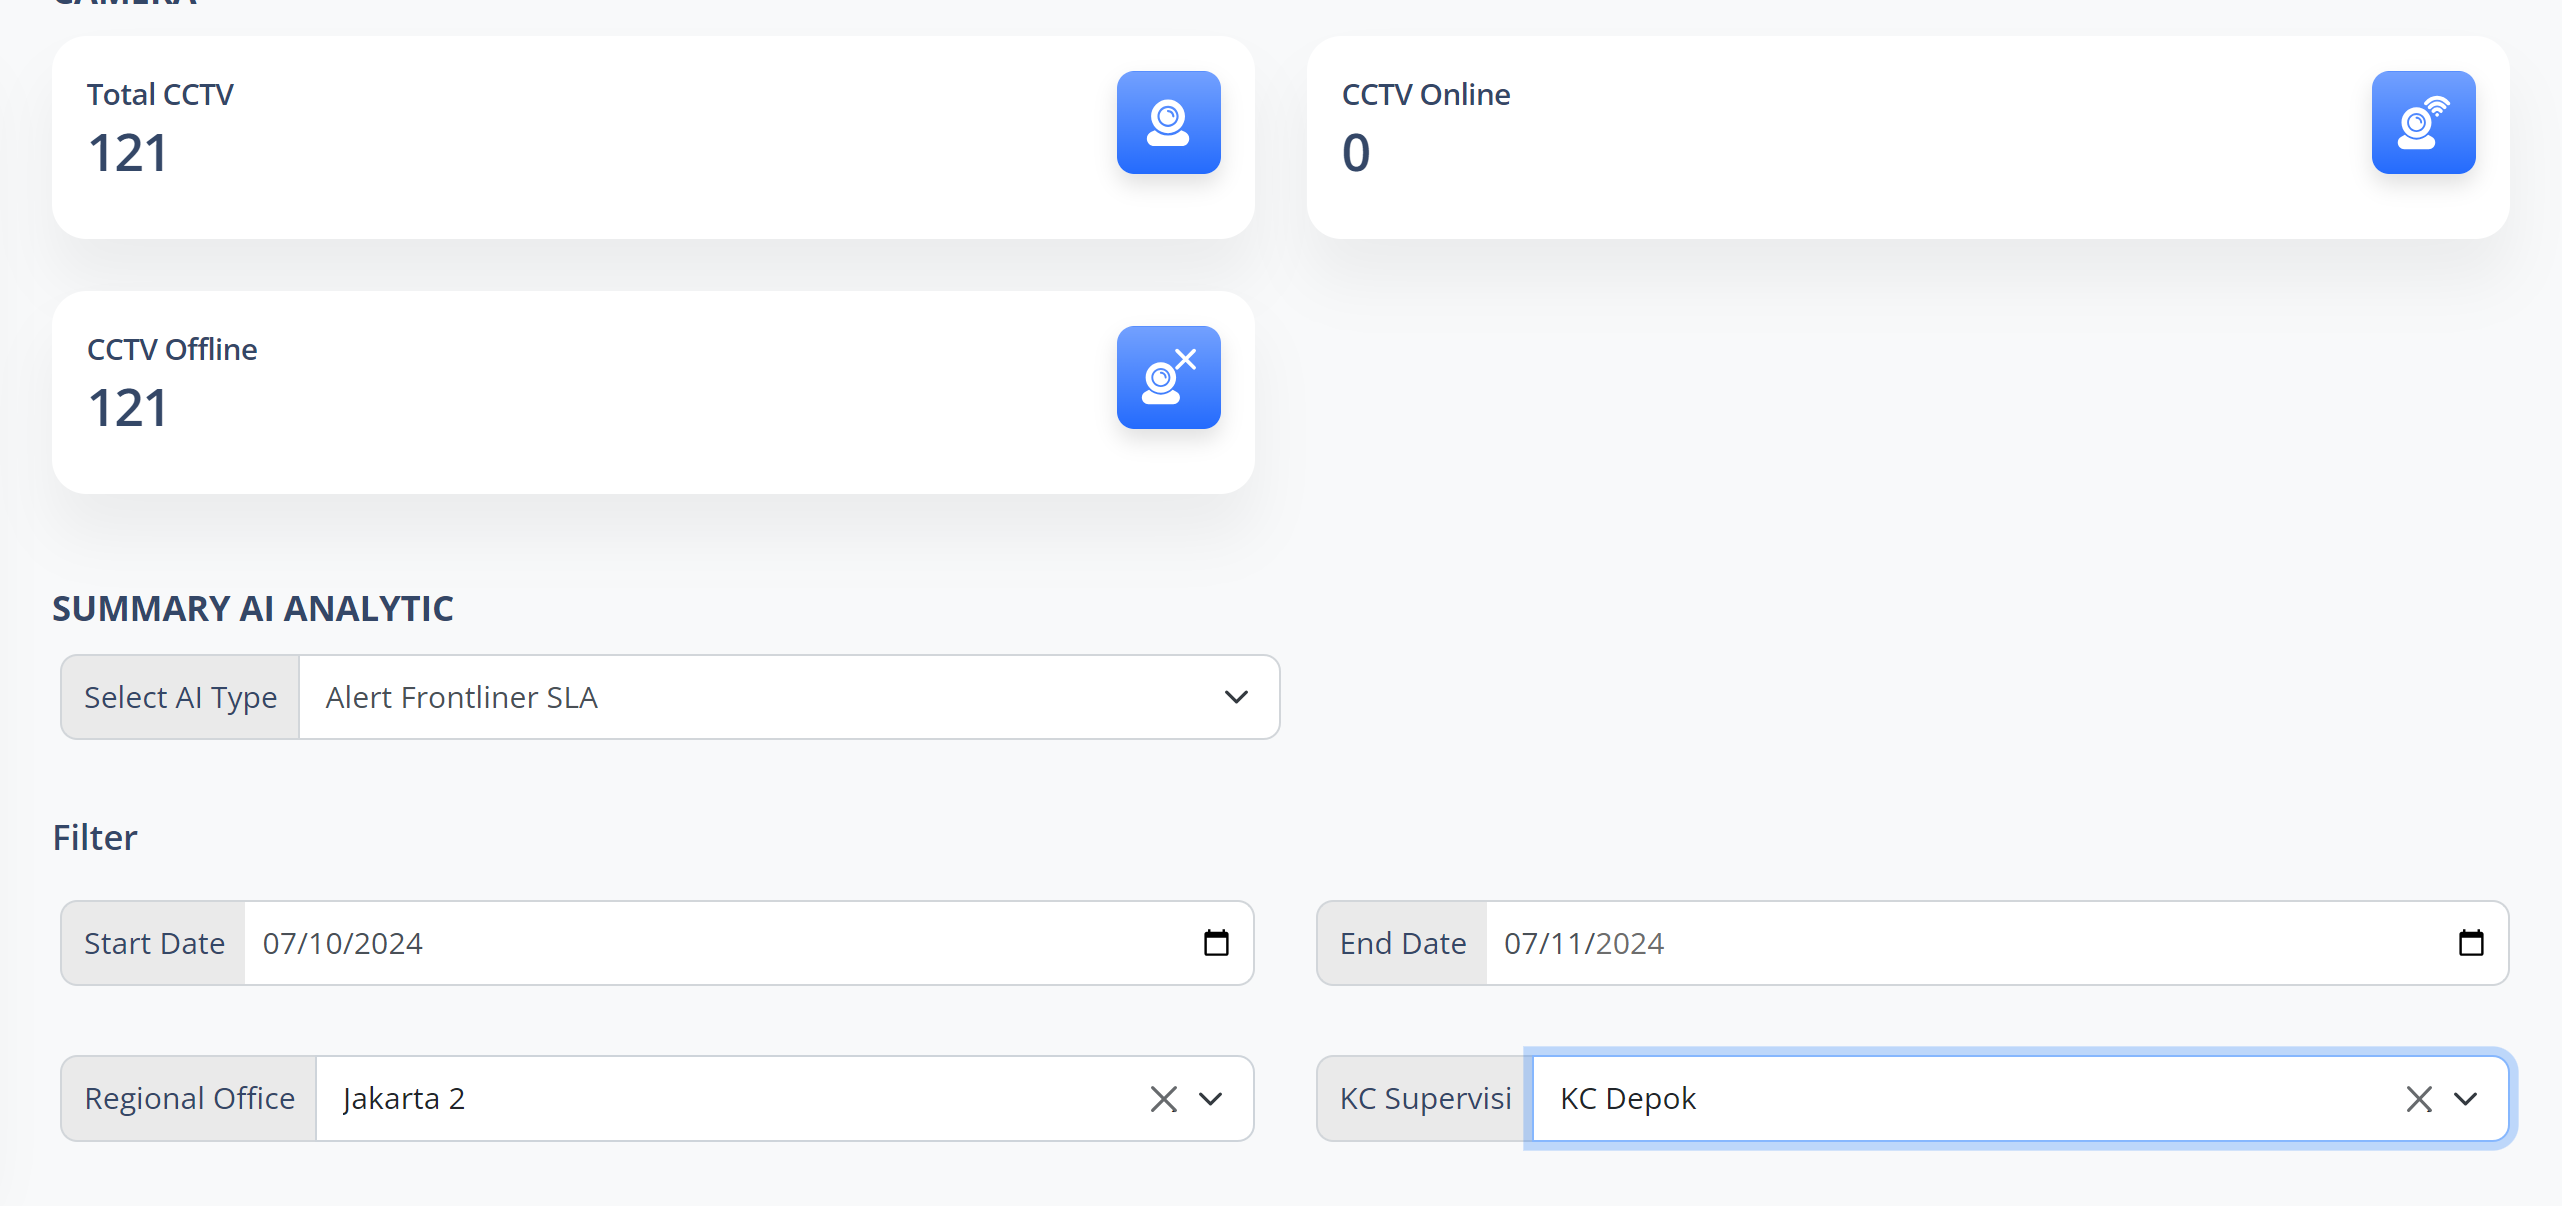 CAMERA
Total CCTV
121
CCTV Online
0
CCTV Offline
121
SUMMARY AI ANALYTIC
Select AI Type Alert Frontliner SLA
Filter
Start Date 07/10/2024
End Date 07/11/2024
Regional Office Jakarta 2
KC Supervisi KC Depok